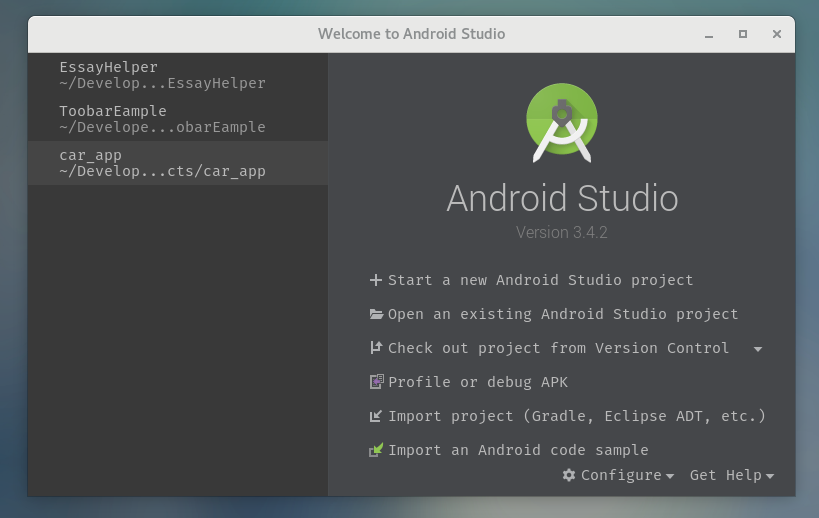 Welcome to Android Studio
EssayHelper
~/Develop...EssayHelper
ToobarEample
~/Develope...obarEample
car_app
~/Develop...cts/car_app
Android Studio
Version 3.4.2
Start a new Android Studio project
Open an existing Android Studio project
Check out project from Version Control
Profile or debug APK
Import project (Gradle, Eclipse ADT, etc.)
Import an Android code sample
Configure Get Help